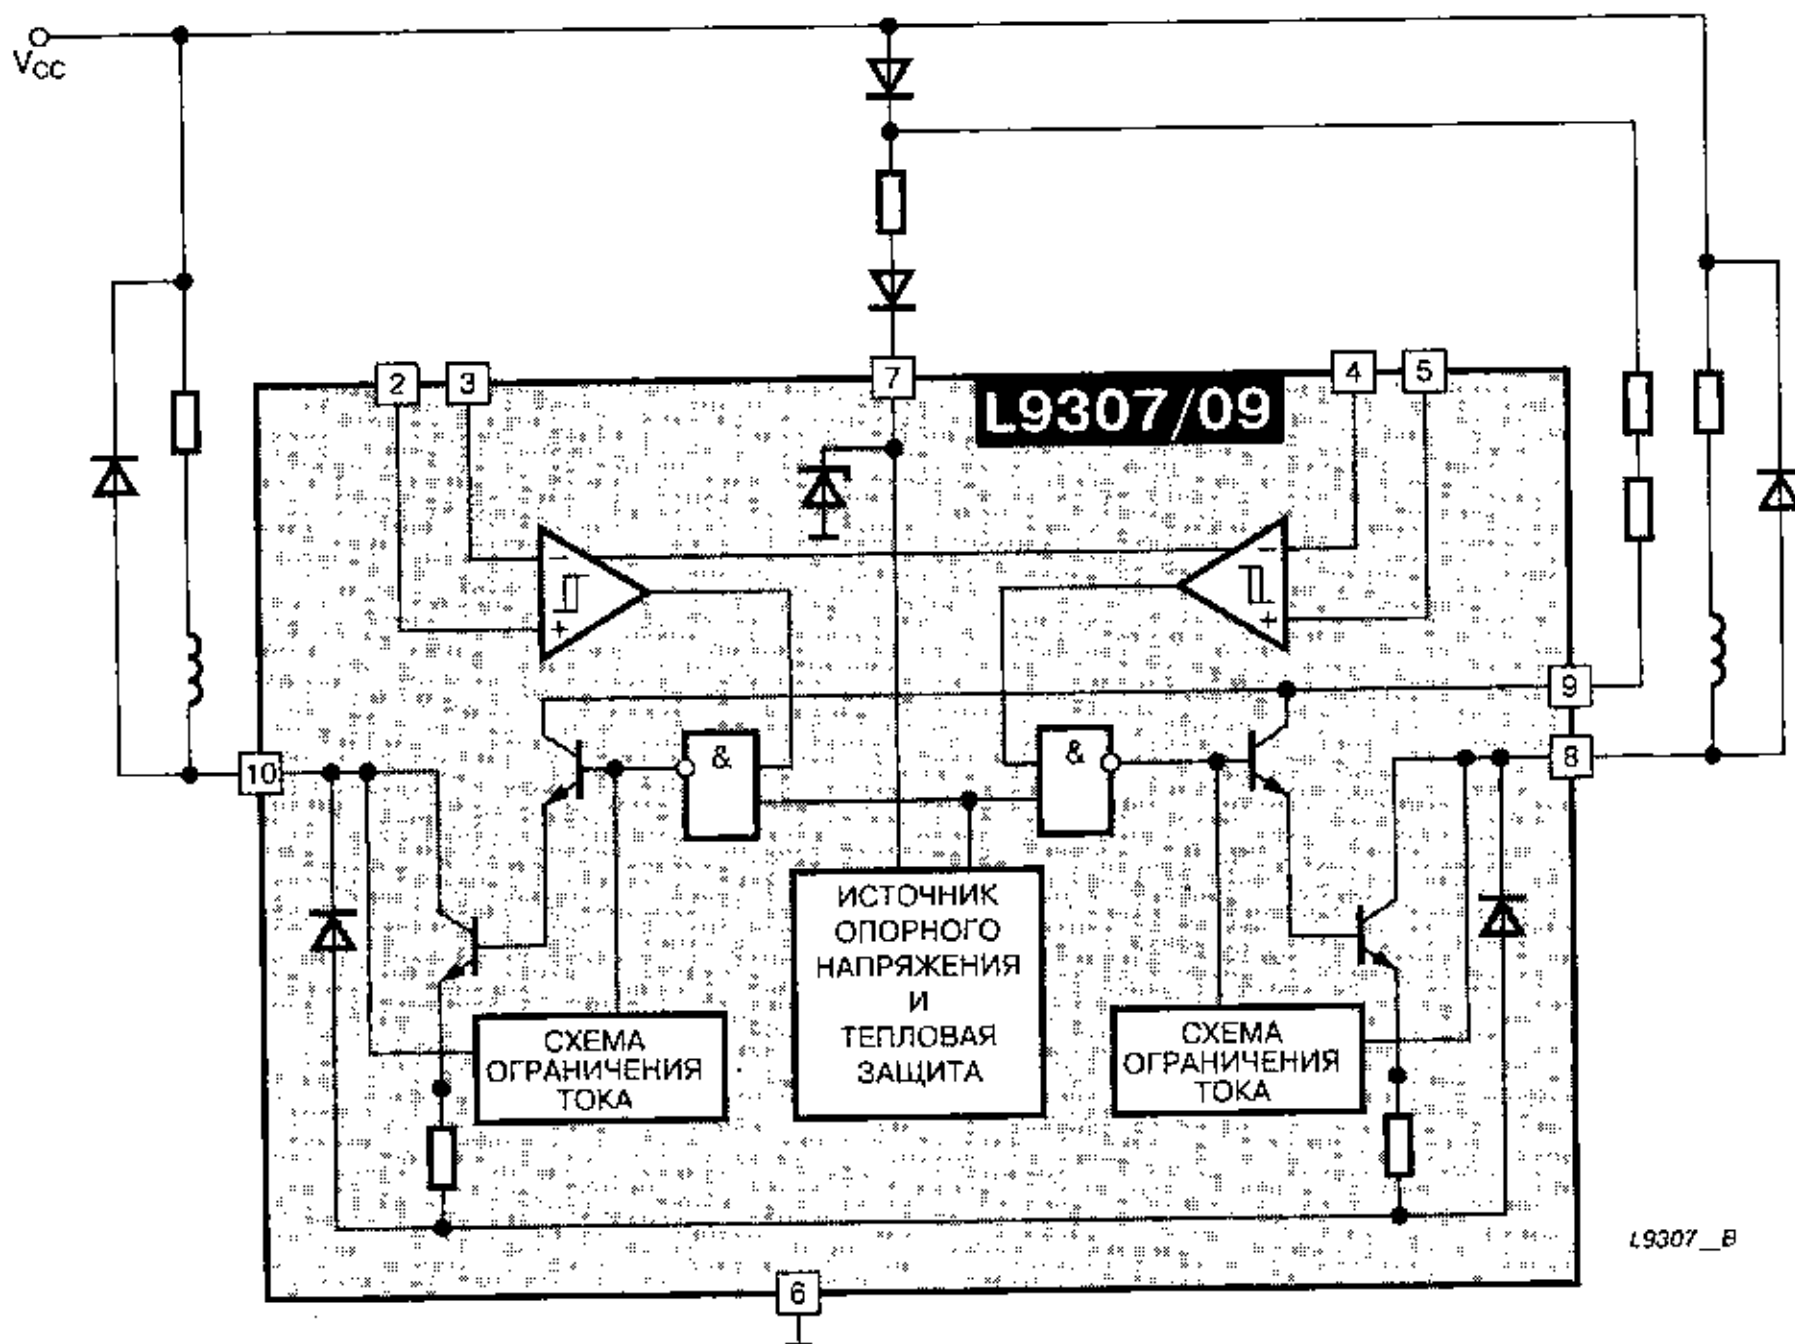 VCC
2
3
7
L9307/09
4
5
-
+
-
+
9
8
10
&
&
ИСТОЧНИК
ОПОРНОГО
НАПРЯЖЕНИЯ
И
ТЕПЛОВАЯ
ЗАЩИТА
СХЕМА
ОГРАНИЧЕНИЯ
ТОКА
СХЕМА
ОГРАНИЧЕНИЯ
ТОКА
L9307_B
6